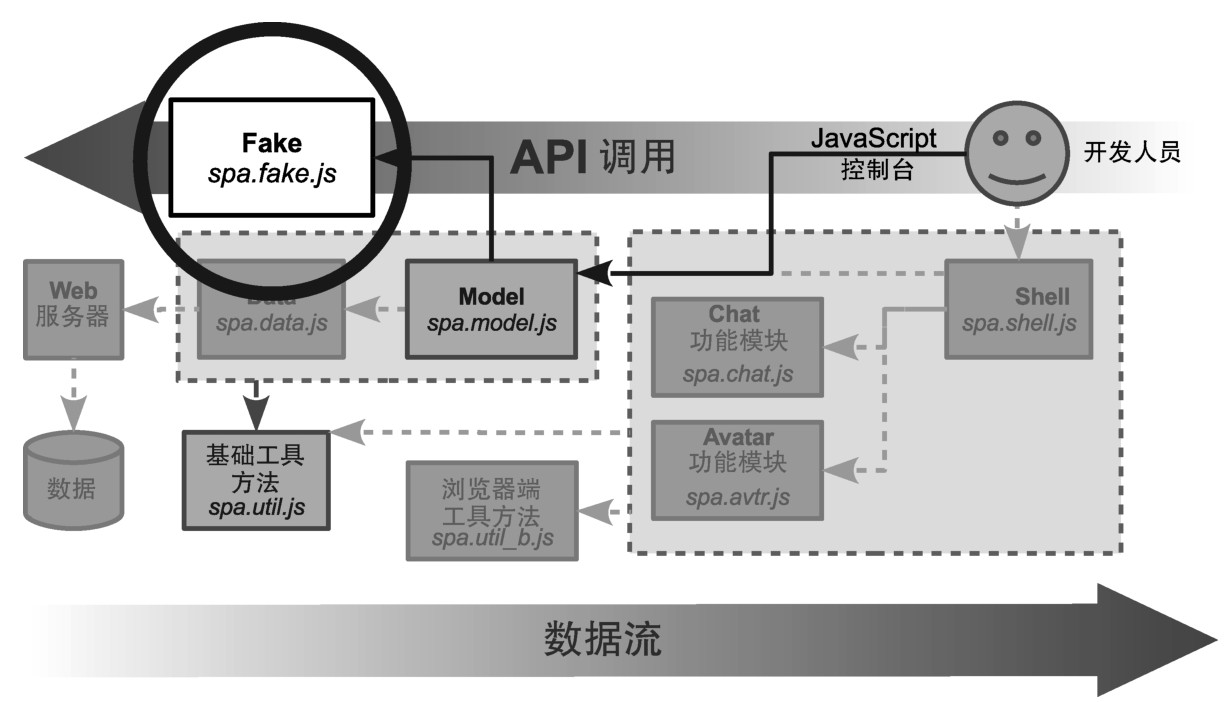 Fake
spa.fake.js
API 调用
JavaScript
控制台
开发人员
Web
服务器
Data
spa.data.js
Model
spa.model.js
Chat
功能模块
spa.chat.js
Shell
spa.shell.js
数据
基础工具
方法
spa.util.js
浏览器端
工具方法
spa.util_b.js
Avatar
功能模块
spa.avtr.js
数据流